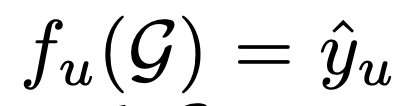 f_u(𝒢) = ŷ_u